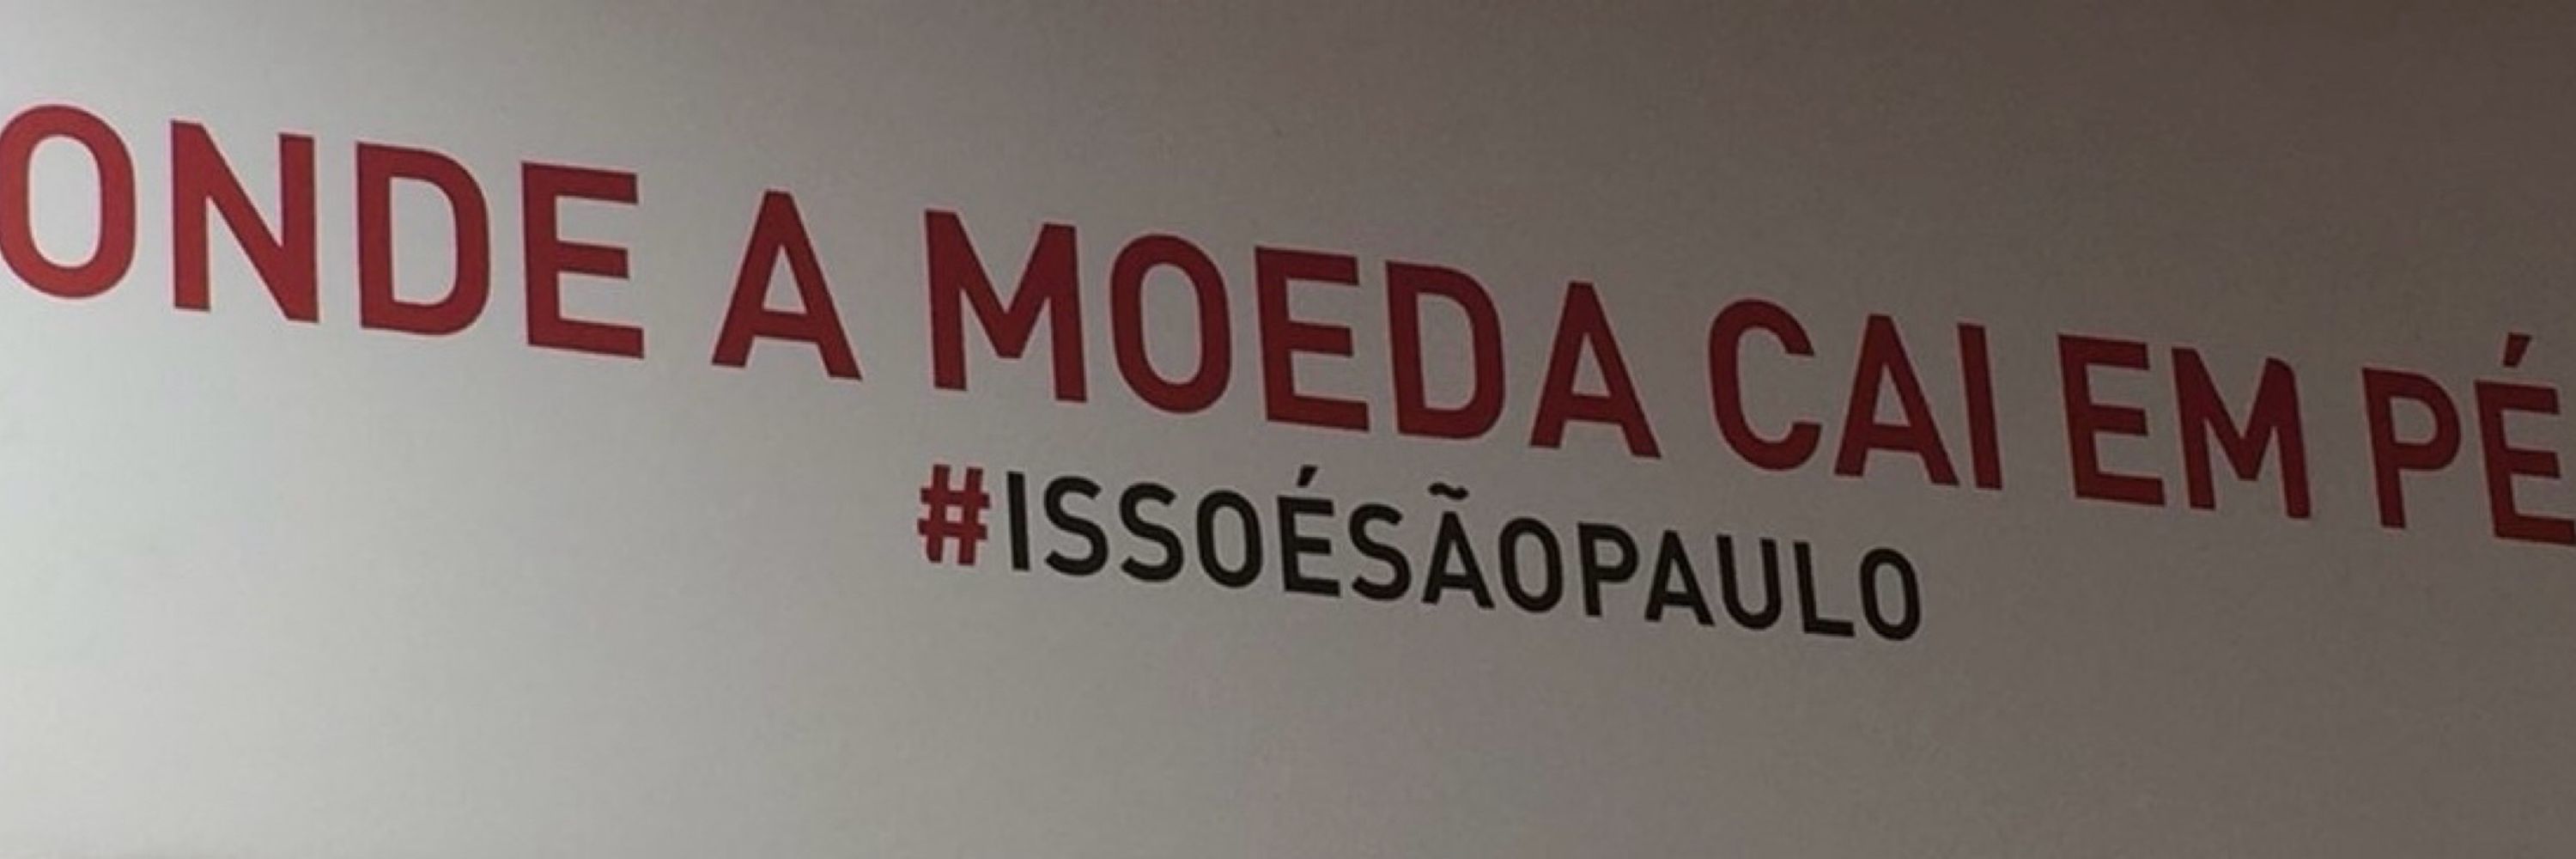 ONDE A MOEDA CAI EM PÉ
#ISSOÉSÃOPAULO